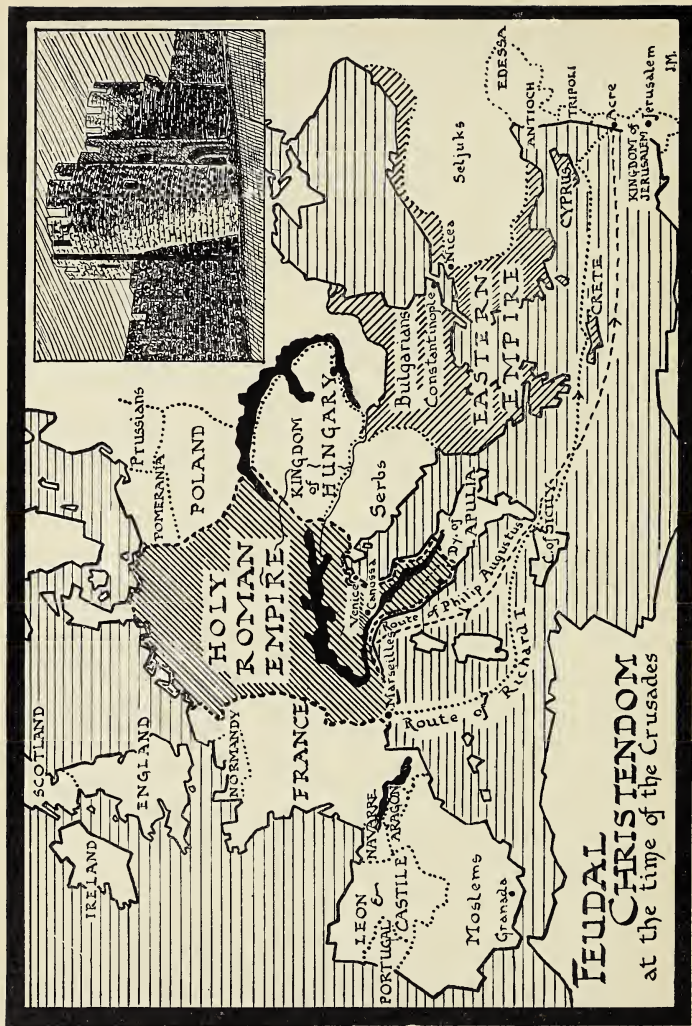 SCOTLAND
IRELAND
ENGLAND
NORMANDY
FRANCE
NAVARRE
ARAGON
LEON
&
CASTILE
PORTUGAL
Moslems
Granada
Prussians
POMERANIA
POLAND
HOLY
ROMAN
EMPIRE
KINGDOM
of
HUNGARY
Serbs
Bulgarians
Constantinople
Nicea
EASTERN
EMPIRE
Seljuks
EDESSA
ANTIOCH
TRIPOLI
Acre
KINGDOM of
JERUSALEM
Jerusalem
CYPRUS
CRETE
Venice
Canossa
Dy. of
APULIA
of SICILY
Marseilles
Route of Philip Augustus
Route of Richard I
FEUDAL
CHRISTENDOM
at the time of the Crusades
J.M.